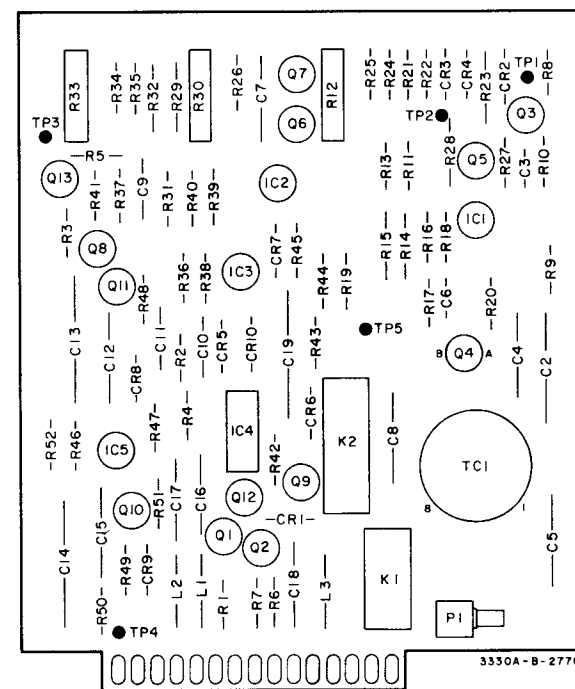 R33
R34
R35
R32
R29
R30
R26
C7
Q7
Q6
R12
R25
R24
R21
R22
CR3
CR4
R23
CR2
TP1
R8
TP3
TP2
Q3
R5
Q13
R41
R37
C9
R31
R40
R39
IC2
R13
R11
R28
Q5
R27
C3
R10
R3
Q8
Q11
R48
R36
R38
IC3
CR7
R45
R44
R19
R15
R14
R16
R18
IC1
R9
C13
C12
CR8
C11
R2
C10
CR5
CR10
C19
R43
TP5
R17
C6
R20
B Q4 A
C4
C2
R52
R46
IC5
R47
R4
IC4
R42
CR6
K2
C8
TC1
8
1
Q10
R51
C17
C16
Q12
Q9
CR1
C14
C15
R49
CR9
Q1
Q2
L2
L1
R1
R7
R6
C18
L3
K1
C5
R50
TP4
P1
3330A-B-2770